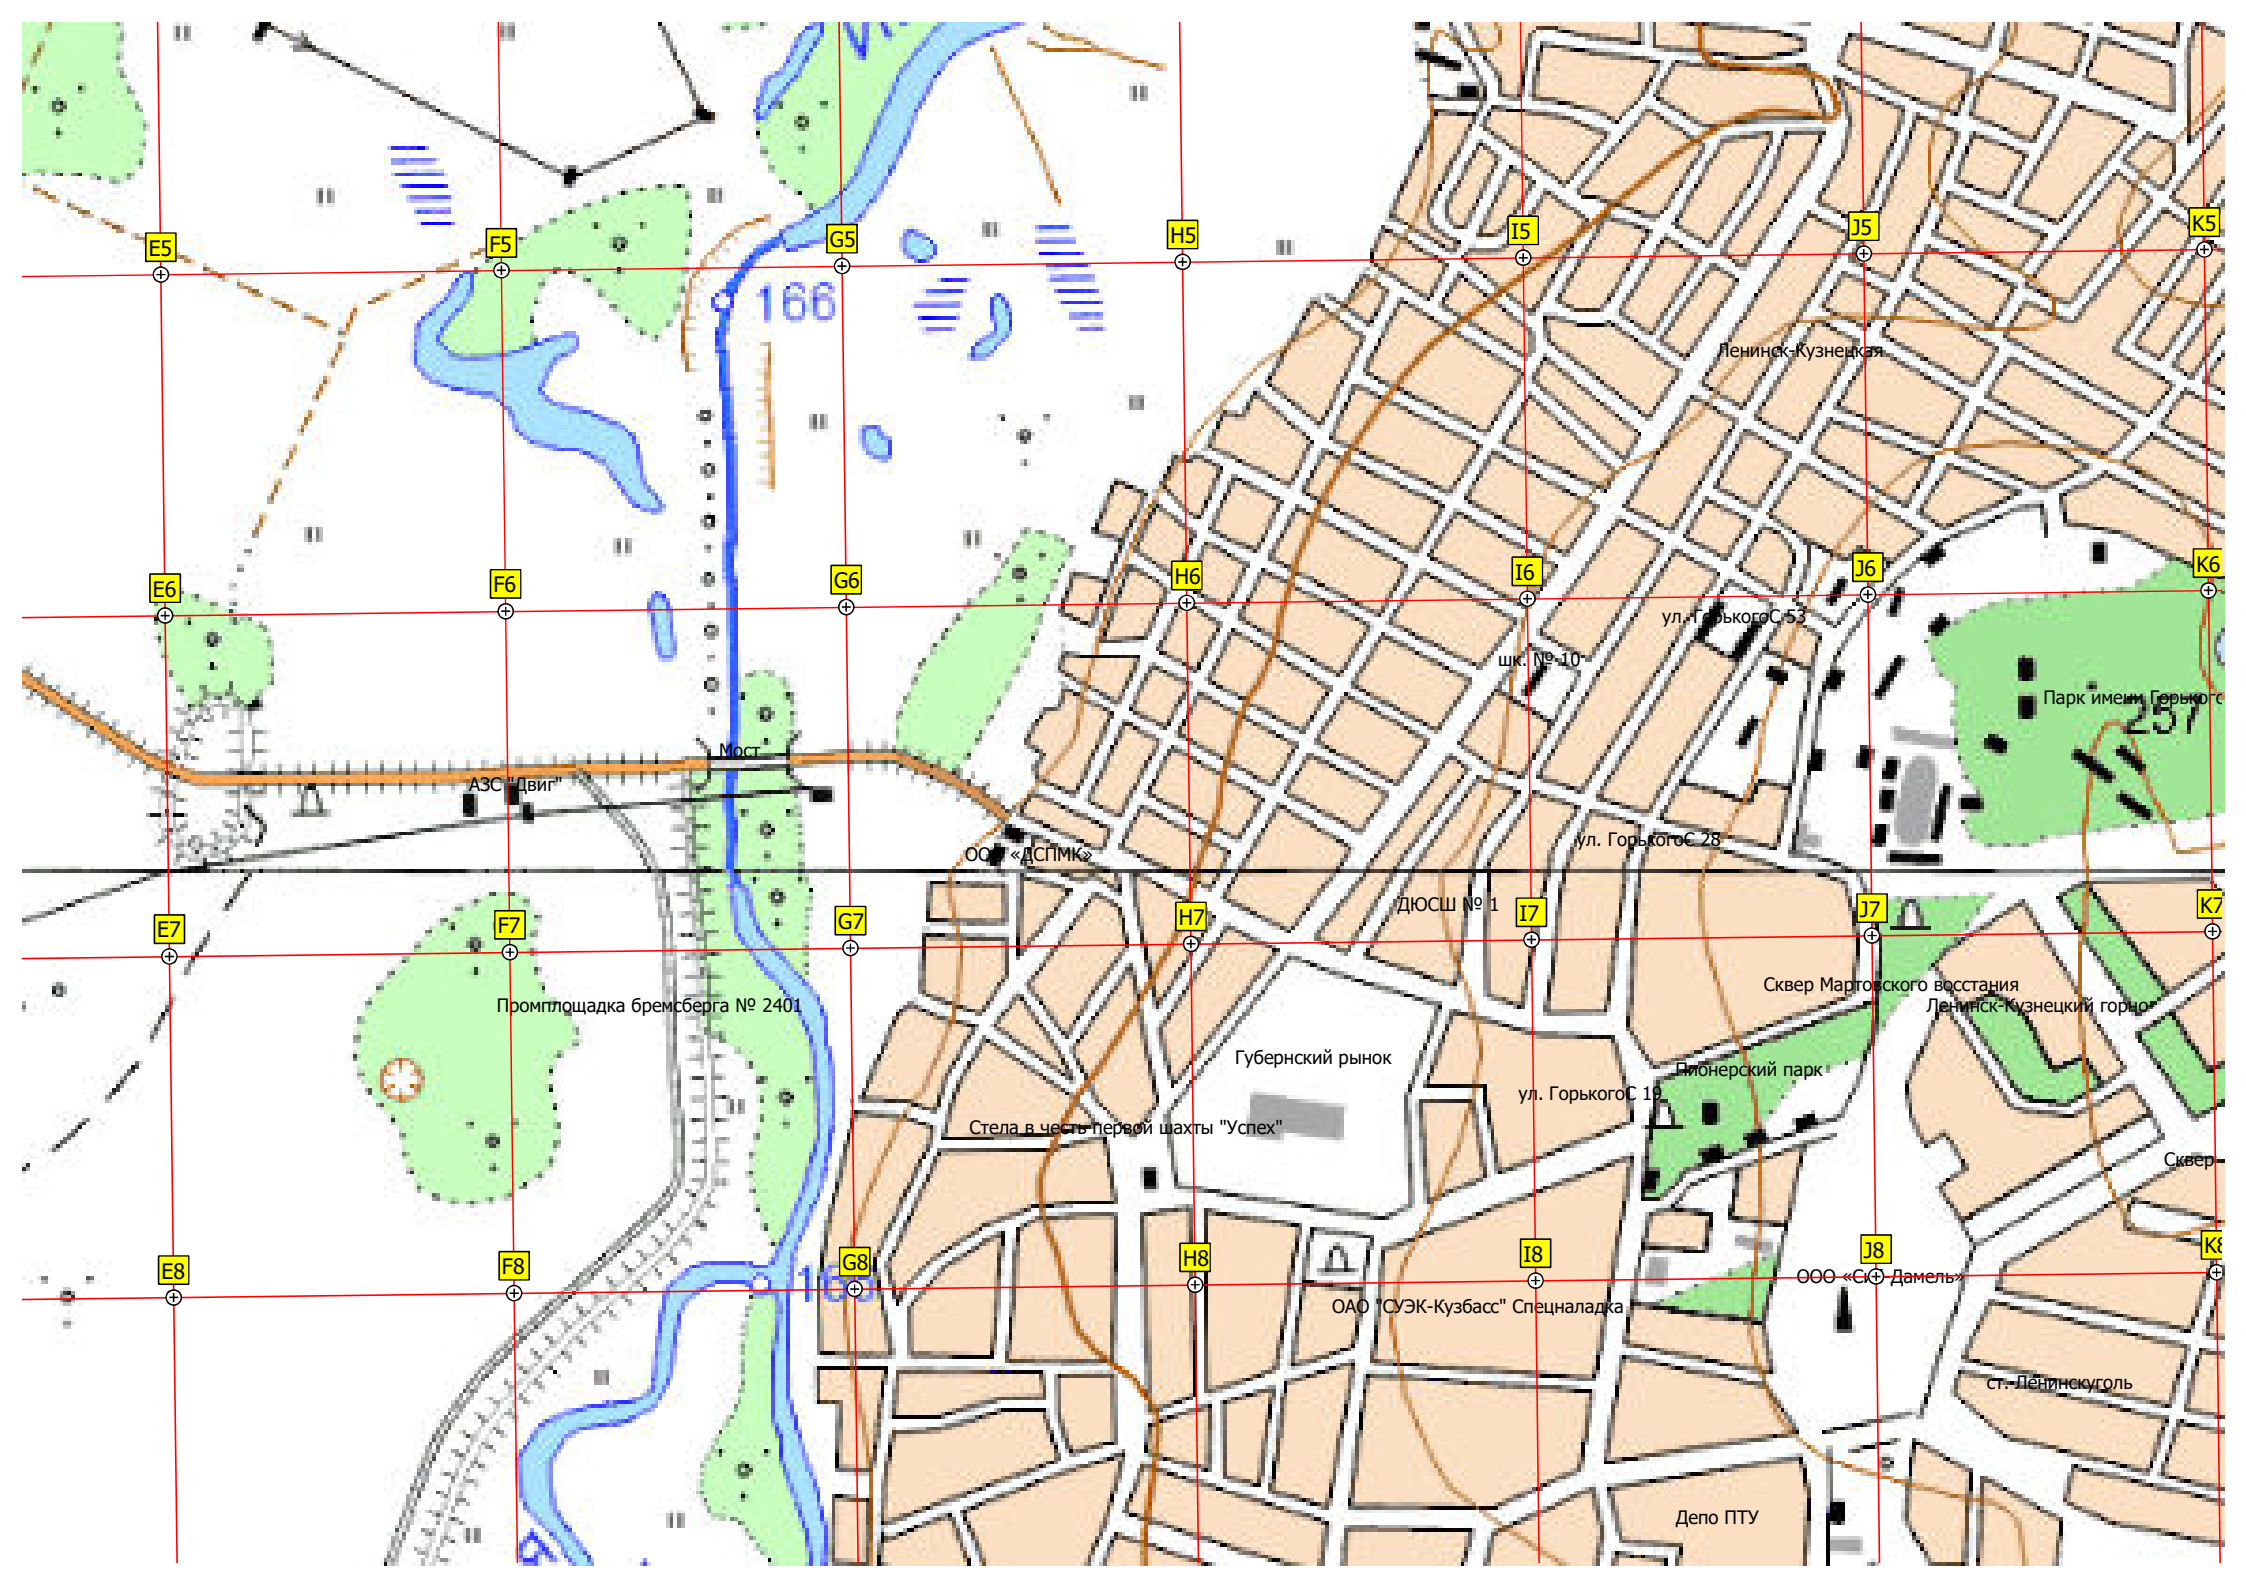 E5
F5
G5
H5
I5
J5
K5
166
Ленинск-Кузнецкая
E6
F6
G6
H6
I6
J6
K6
ул. ГорькогоС 53
шк. № 10
Парк имени Горького
257
Мост
АЗС "Двиг"
ул. ГорькогоС 28
ООО «ДСПМК»
ДЮСШ № 1
E7
F7
G7
H7
I7
J7
K7
Сквер Мартовского восстания
Промплощадка бремсберга № 2401
Ленинск-Кузнецкий горно
Губернский рынок
Пионерский парк
ул. ГорькогоС 19
Стела в честь первой шахты "Успех"
Сквер
E8
F8
G8
H8
I8
J8
K8
ООО «Сиб-Дамель»
ОАО "СУЭК-Кузбасс" Спецналадка
ст. Ленинскуголь
Депо ПТУ